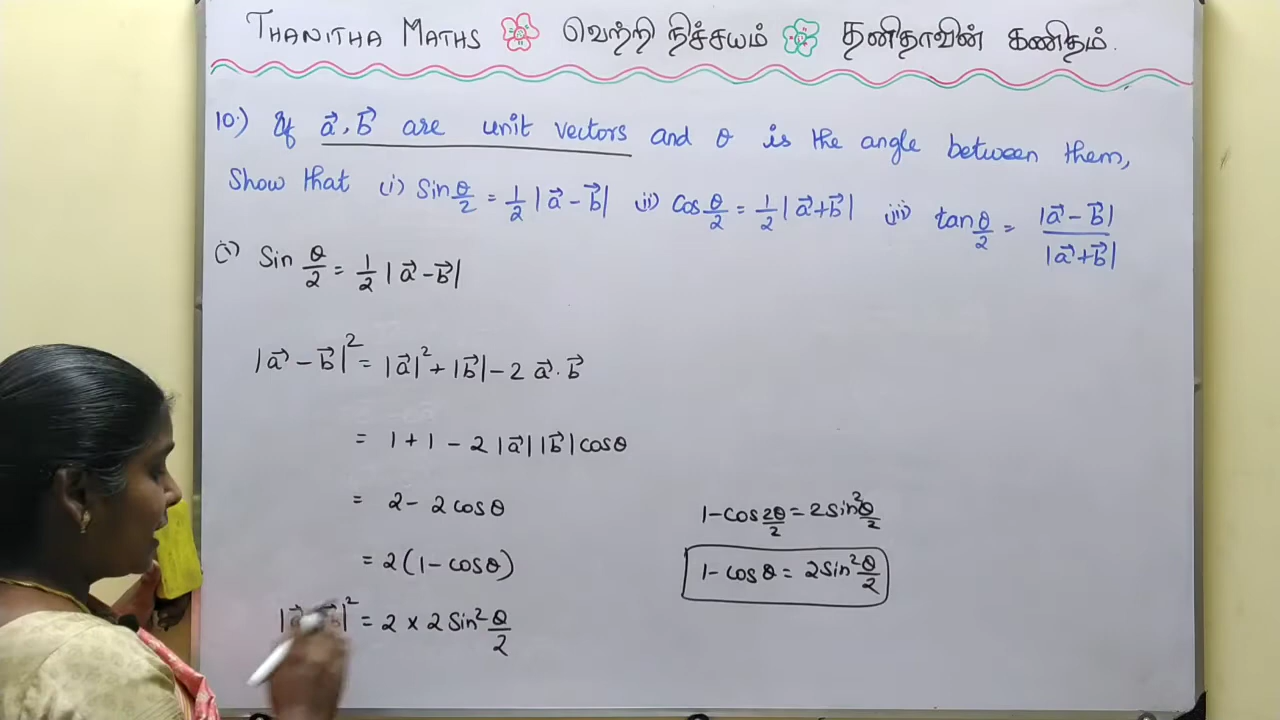 THANITHA MATHS வெற்றி நிச்சயம் தனிதாவின் கணிதம்.
10.) If a⃗, b⃗ are unit vectors and θ is the angle between them,
Show that (i) Sin θ/2 = 1/2 |a⃗ - b⃗| (ii) Cos θ/2 = 1/2 |a⃗+b⃗| (iii) tan θ/2 = |a⃗ - b⃗|/|a⃗+b⃗|
(i) Sin θ/2 = 1/2 |a⃗ - b⃗|
|a⃗ - b⃗|² = |a⃗|² + |b⃗| - 2 a⃗ . b⃗
= 1 + 1 - 2 |a⃗| |b⃗| cosθ
= 2 - 2 cosθ
= 2 (1 - cosθ)
|a⃗ - b⃗|² = 2 × 2 Sin² θ/2
1 - cos 2θ/2 = 2 sin² θ/2
1 - cosθ = 2 sin² θ/2